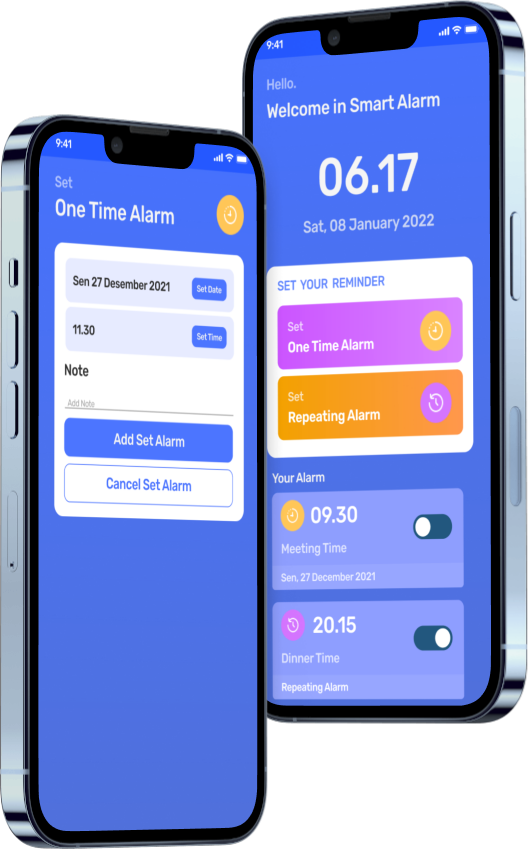 9:41
Set
One Time Alarm
Sen 27 Desember 2021
Set Date
11.30
Set Time
Note
Add Note
Add Set Alarm
Cancel Set Alarm
9:41
Hello.
Welcome in Smart Alarm
06.17
Sat, 08 January 2022
SET YOUR REMINDER
Set
One Time Alarm
Set
Repeating Alarm
Your Alarm
09.30
Meeting Time
Sen, 27 December 2021
20.15
Dinner Time
Repeating Alarm